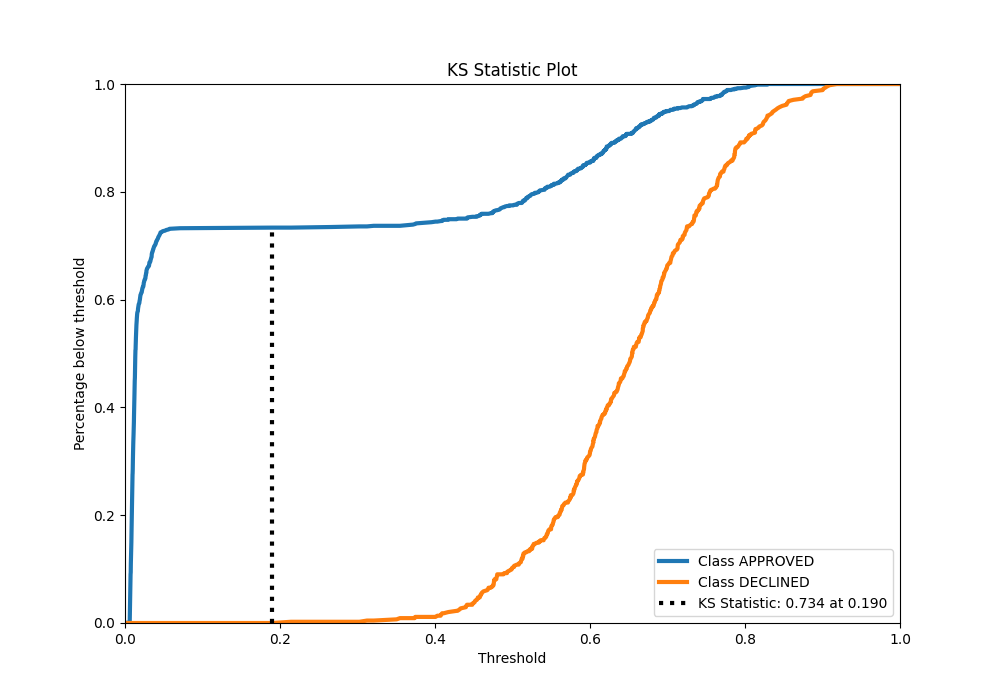 KS Statistic Plot
1.0
0.8
0.6
0.4
0.2
0.0
Percentage below threshold
0.0 0.2 0.4 0.6 0.8 1.0
Threshold
Class APPROVED
Class DECLINED
KS Statistic: 0.734 at 0.190